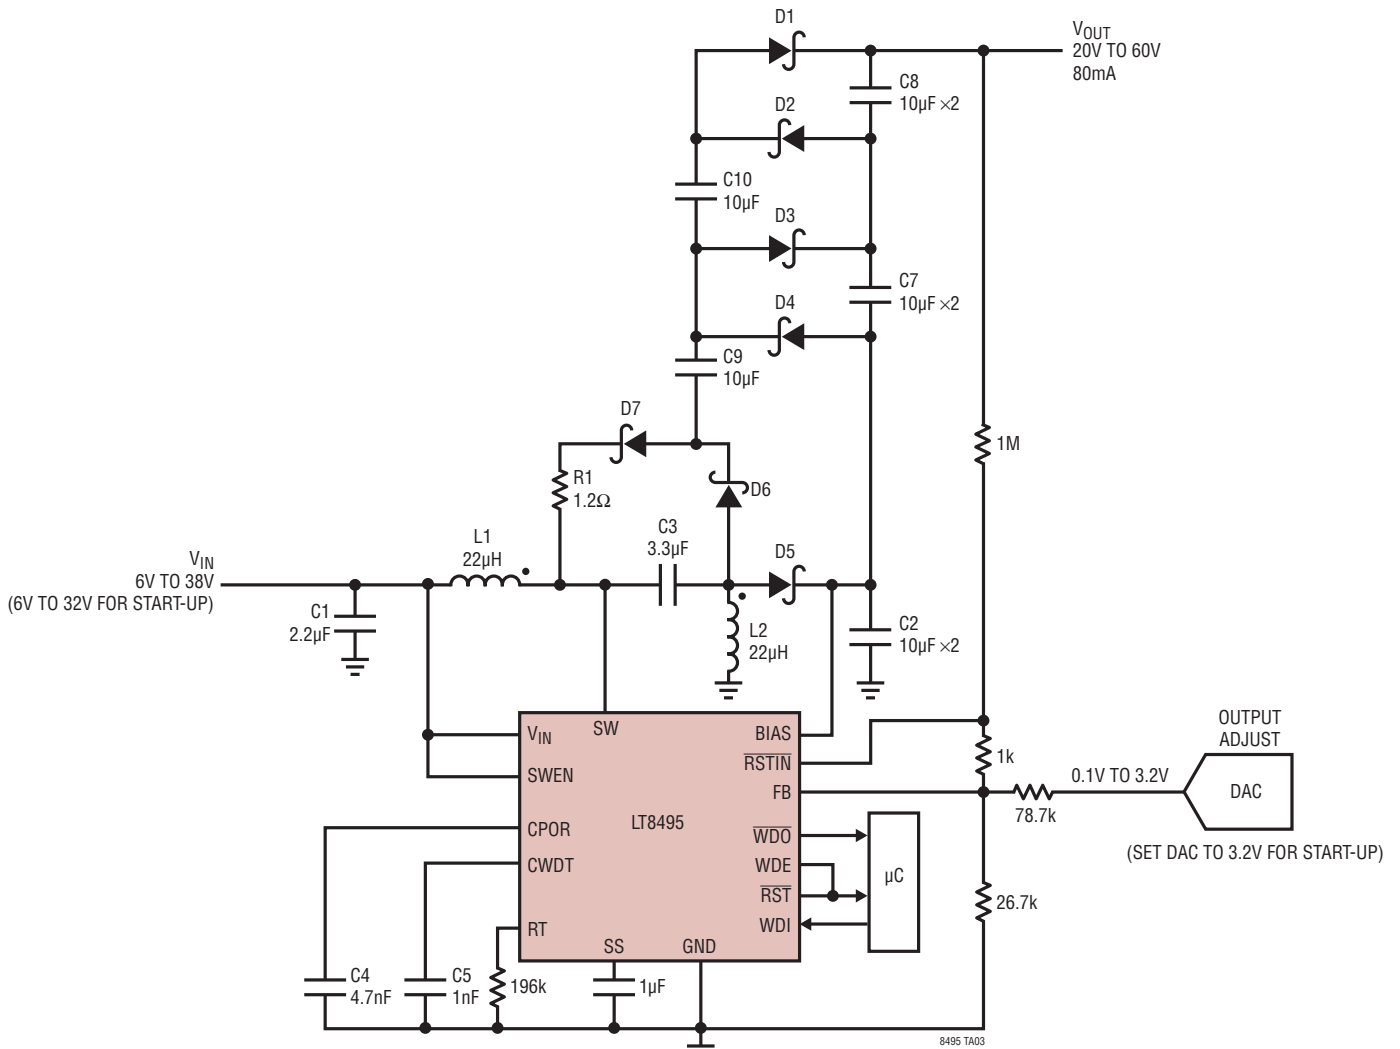 D1
VOUT
20V TO 60V
80mA
C8
10µF ×2
D2
C10
10µF
D3
C7
10µF ×2
D4
C9
10µF
D7
1M
R1
1.2Ω
D6
C3
3.3µF
L1
22µH
D5
VIN
6V TO 38V
(6V TO 32V FOR START-UP)
C1
2.2µF
L2
22µH
C2
10µF ×2
SW
VIN
BIAS
RSTIN
SWEN
FB
LT8495
CPOR
WDO
CWDT
WDE
RST
RT
WDI
SS
GND
µC
OUTPUT
ADJUST
1k
0.1V TO 3.2V
DAC
78.7k
(SET DAC TO 3.2V FOR START-UP)
26.7k
C4
4.7nF
C5
1nF
196k
1µF
8495 TA03